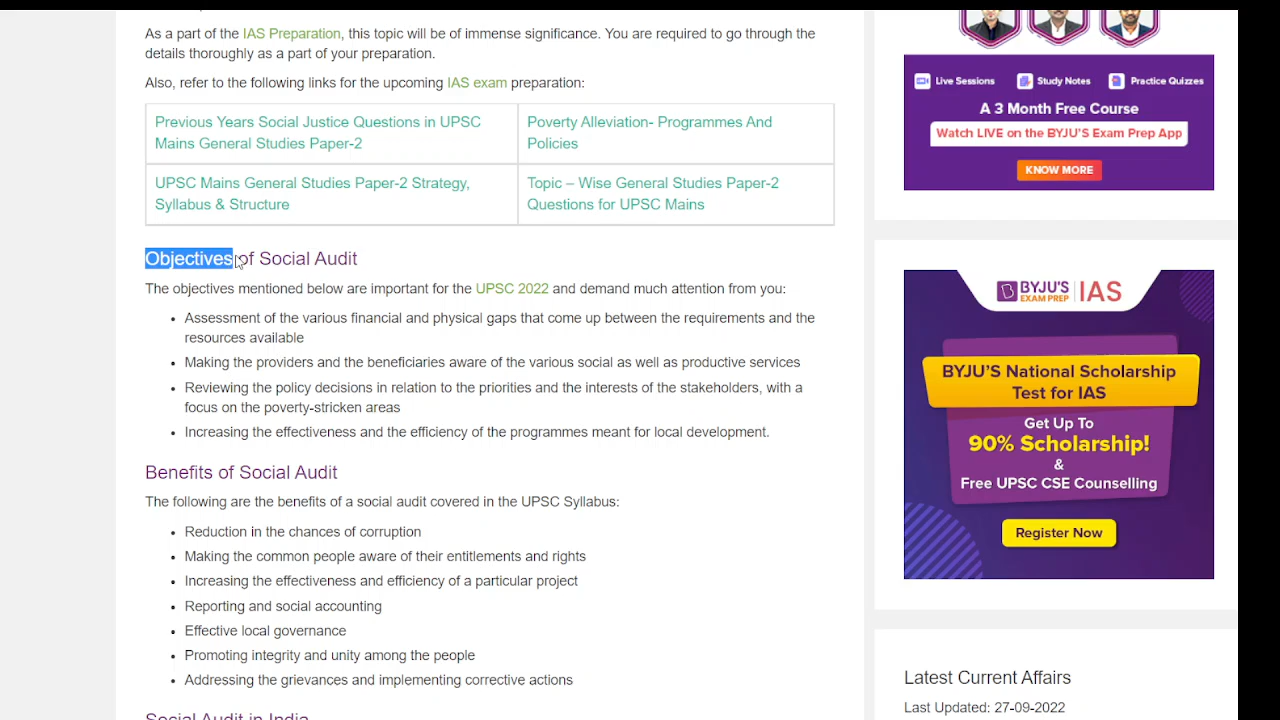 As a part of the IAS Preparation, this topic will be of immense significance. You are required to go through the
details thoroughly as a part of your preparation.
Also, refer to the following links for the upcoming IAS exam preparation:
Previous Years Social Justice Questions in UPSC
Mains General Studies Paper-2
Poverty Alleviation- Programmes And
Policies
UPSC Mains General Studies Paper-2 Strategy,
Syllabus & Structure
Topic – Wise General Studies Paper-2
Questions for UPSC Mains
Objectives of Social Audit
The objectives mentioned below are important for the UPSC 2022 and demand much attention from you:
• Assessment of the various financial and physical gaps that come up between the requirements and the
resources available
• Making the providers and the beneficiaries aware of the various social as well as productive services
• Reviewing the policy decisions in relation to the priorities and the interests of the stakeholders, with a
focus on the poverty-stricken areas
• Increasing the effectiveness and the efficiency of the programmes meant for local development.
Benefits of Social Audit
The following are the benefits of a social audit covered in the UPSC Syllabus:
• Reduction in the chances of corruption
• Making the common people aware of their entitlements and rights
• Increasing the effectiveness and efficiency of a particular project
• Reporting and social accounting
• Effective local governance
• Promoting integrity and unity among the people
• Addressing the grievances and implementing corrective actions
Social Audit in India
Live Sessions
Study Notes
Practice Quizzes
A 3 Month Free Course
Watch LIVE on the BYJU'S Exam Prep App
KNOW MORE
BYJU'S
EXAM PREP
IAS
BYJU'S National Scholarship
Test for IAS
Get Up To
90% Scholarship!
&
Free UPSC CSE Counselling
Register Now
Latest Current Affairs
Last Updated: 27-09-2022